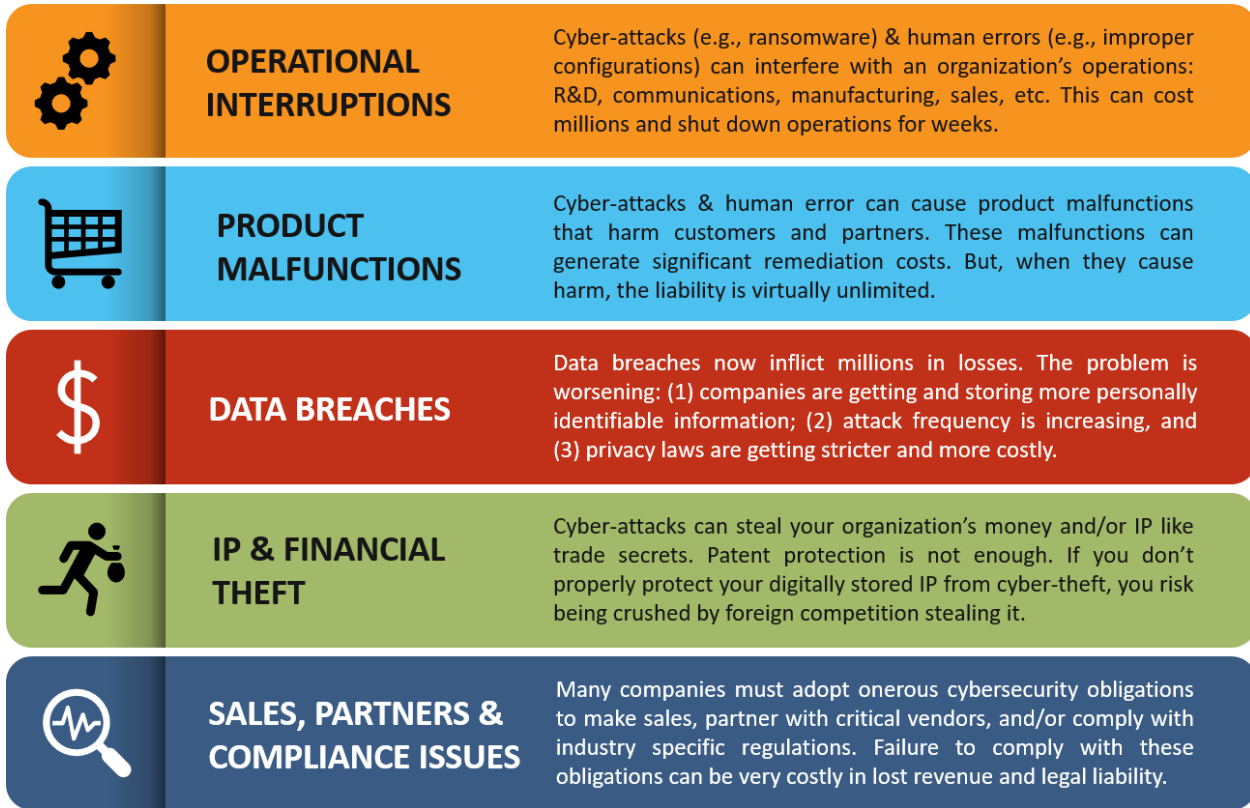 OPERATIONAL
INTERRUPTIONS
Cyber-attacks (e.g., ransomware) & human errors (e.g., improper
configurations) can interfere with an organization’s operations:
R&D, communications, manufacturing, sales, etc. This can cost
millions and shut down operations for weeks.
PRODUCT
MALFUNCTIONS
Cyber-attacks & human error can cause product malfunctions
that harm customers and partners. These malfunctions can
generate significant remediation costs. But, when they cause
harm, the liability is virtually unlimited.
$
DATA BREACHES
Data breaches now inflict millions in losses. The problem is
worsening: (1) companies are getting and storing more personally
identifiable information; (2) attack frequency is increasing, and
(3) privacy laws are getting stricter and more costly.
IP & FINANCIAL
THEFT
Cyber-attacks can steal your organization’s money and/or IP like
trade secrets. Patent protection is not enough. If you don’t
properly protect your digitally stored IP from cyber-theft, you risk
being crushed by foreign competition stealing it.
SALES, PARTNERS &
COMPLIANCE ISSUES
Many companies must adopt onerous cybersecurity obligations
to make sales, partner with critical vendors, and/or comply with
industry specific regulations. Failure to comply with these
obligations can be very costly in lost revenue and legal liability.